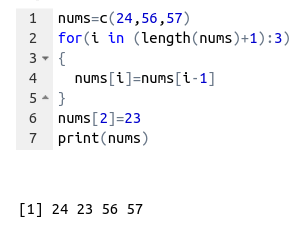 1 nums=c(24,56,57)
2 for(i in (length(nums)+1):3)
3 {
4 nums[i]=nums[i-1]
5 }
6 nums[2]=23
7 print(nums)
[1] 24 23 56 57